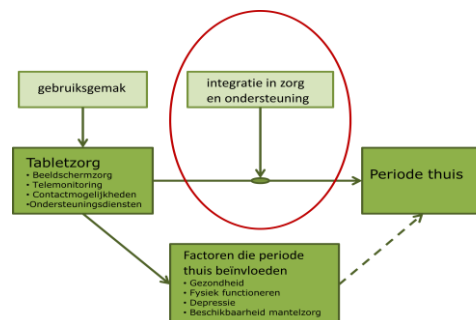 gebruiksgemak
integratie in zorg
en ondersteuning
Tabletzorg
• Beeldschermzorg
• Telemonitoring
• Contactmogelijkheden
•Ondersteuningsdiensten
Periode thuis
Factoren die periode
thuis beïnvloeden
• Gezondheid
• Fysiek functioneren
• Depressie
• Beschikbaarheid mantelzorg